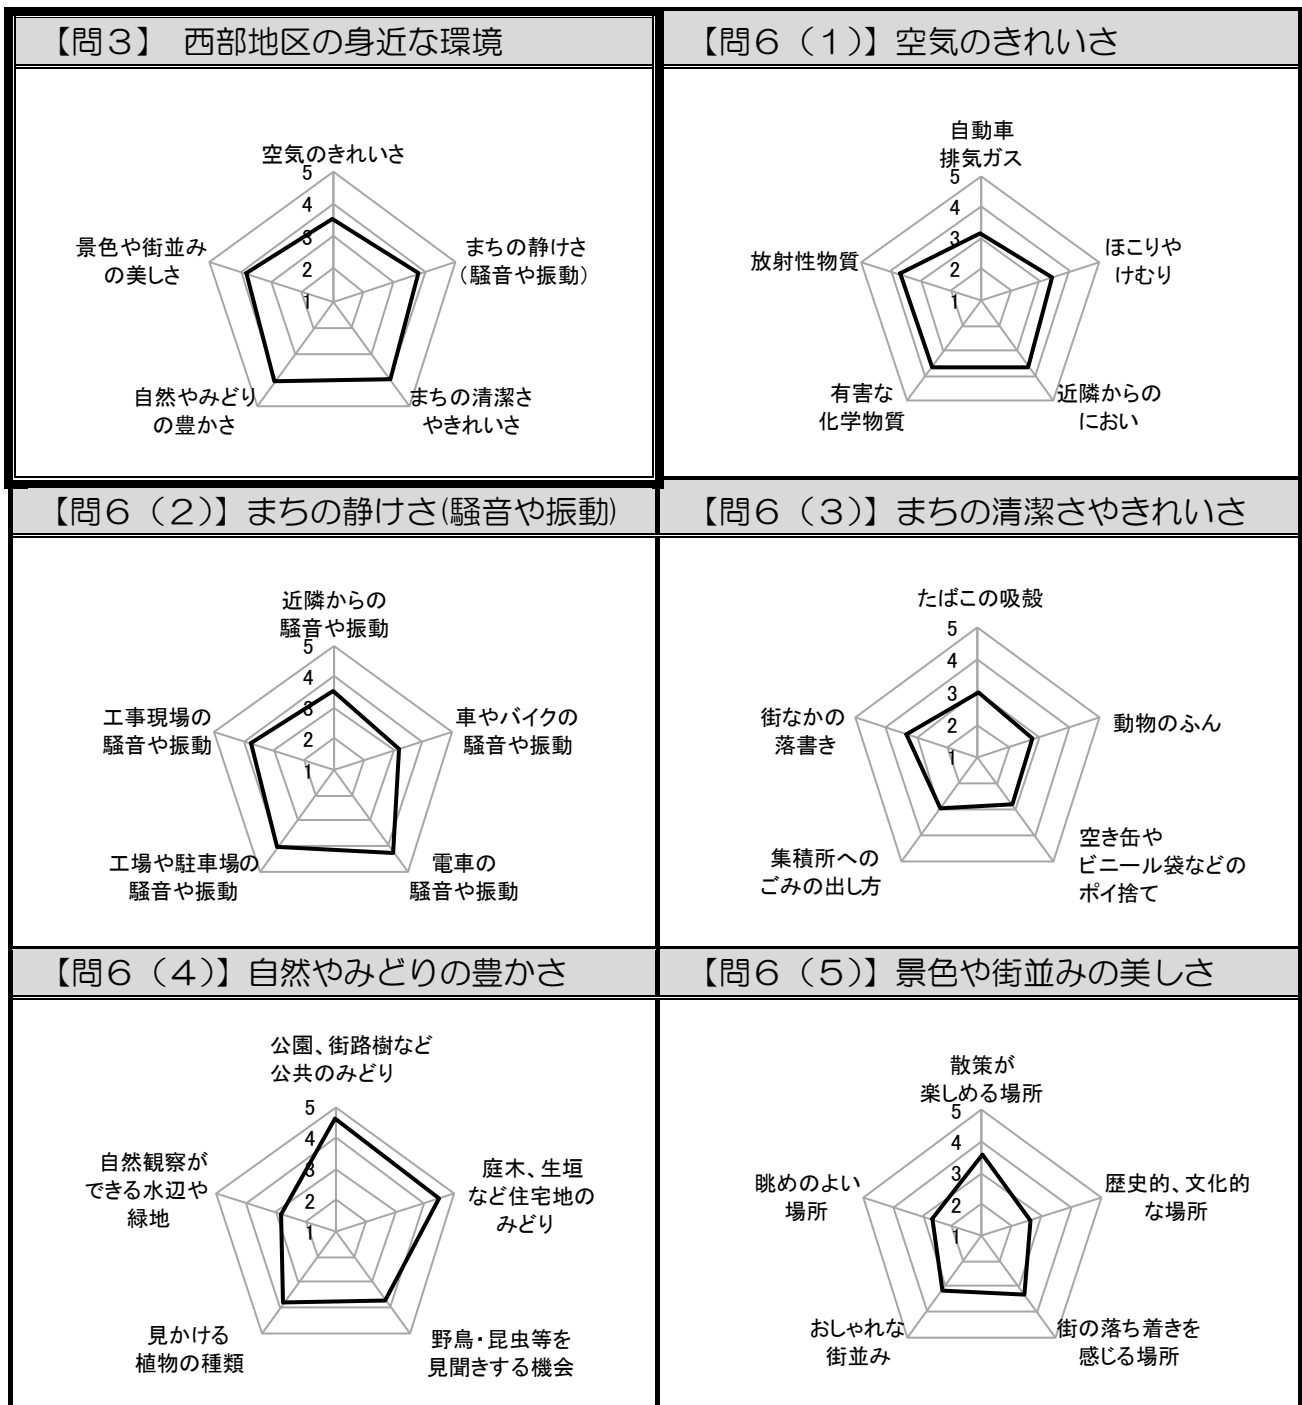 【問３】 西部地区の身近な環境
空気のきれいさ
5
4
3
2
1
まちの静けさ
（騒音や振動）
まちの清潔さ
やきれいさ
自然やみどり
の豊かさ
景色や街並み
の美しさ
【問６（１）】空気のきれいさ
自動車
排気ガス
5
4
3
2
1
ほこりや
けむり
近隣からの
におい
有害な
化学物質
放射性物質
【問６（２）】まちの静けさ(騒音や振動)
近隣からの
騒音や振動
5
4
3
2
1
車やバイクの
騒音や振動
電車の
騒音や振動
工場や駐車場の
騒音や振動
工事現場の
騒音や振動
【問６（３）】まちの清潔さやきれいさ
たばこの吸殻
5
4
3
2
1
動物のふん
空き缶や
ビニール袋などの
ポイ捨て
集積所への
ごみの出し方
街なかの
落書き
【問６（４）】自然やみどりの豊かさ
公園、街路樹など
公共のみどり
5
4
3
2
1
庭木、生垣
など住宅地の
みどり
野鳥・昆虫等を
見聞きする機会
見かける
植物の種類
自然観察が
できる水辺や
緑地
【問６（５）】景色や街並みの美しさ
散策が
楽しめる場所
5
4
3
2
1
歴史的、文化的
な場所
街の落ち着きを
感じる場所
おしゃれな
街並み
眺めのよい
場所